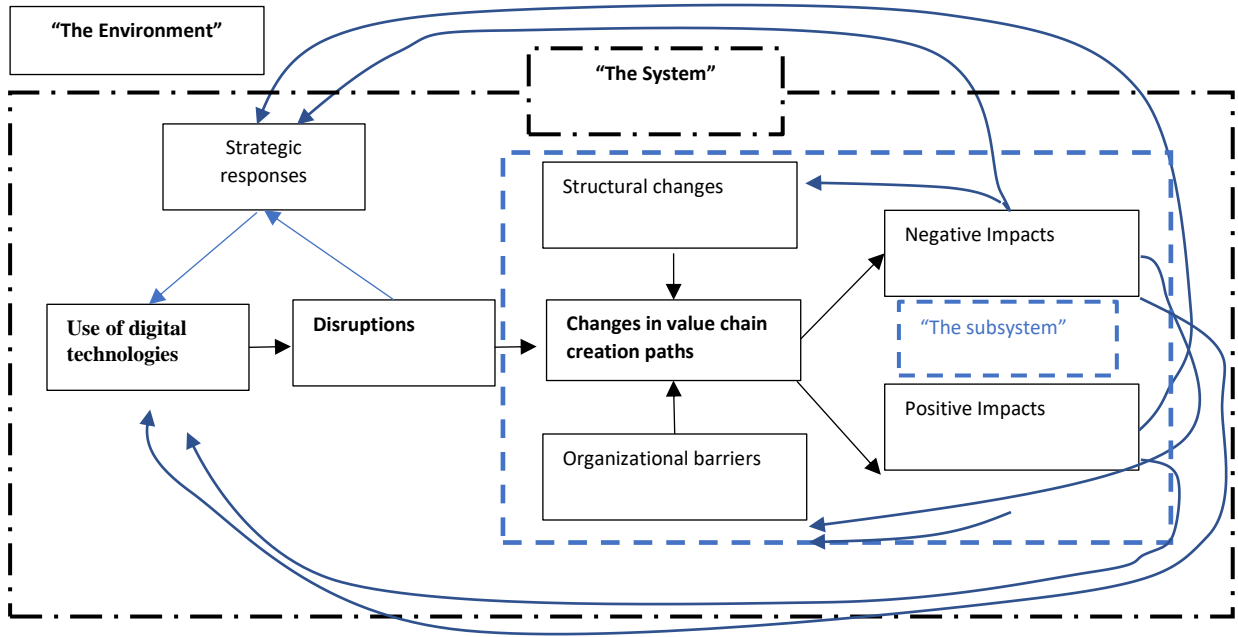 “The Environment”
“The System”
Strategic
responses
Structural changes
Negative Impacts
Use of digital
technologies
Disruptions
Changes in value chain
creation paths
“The subsystem”
Positive Impacts
Organizational barriers